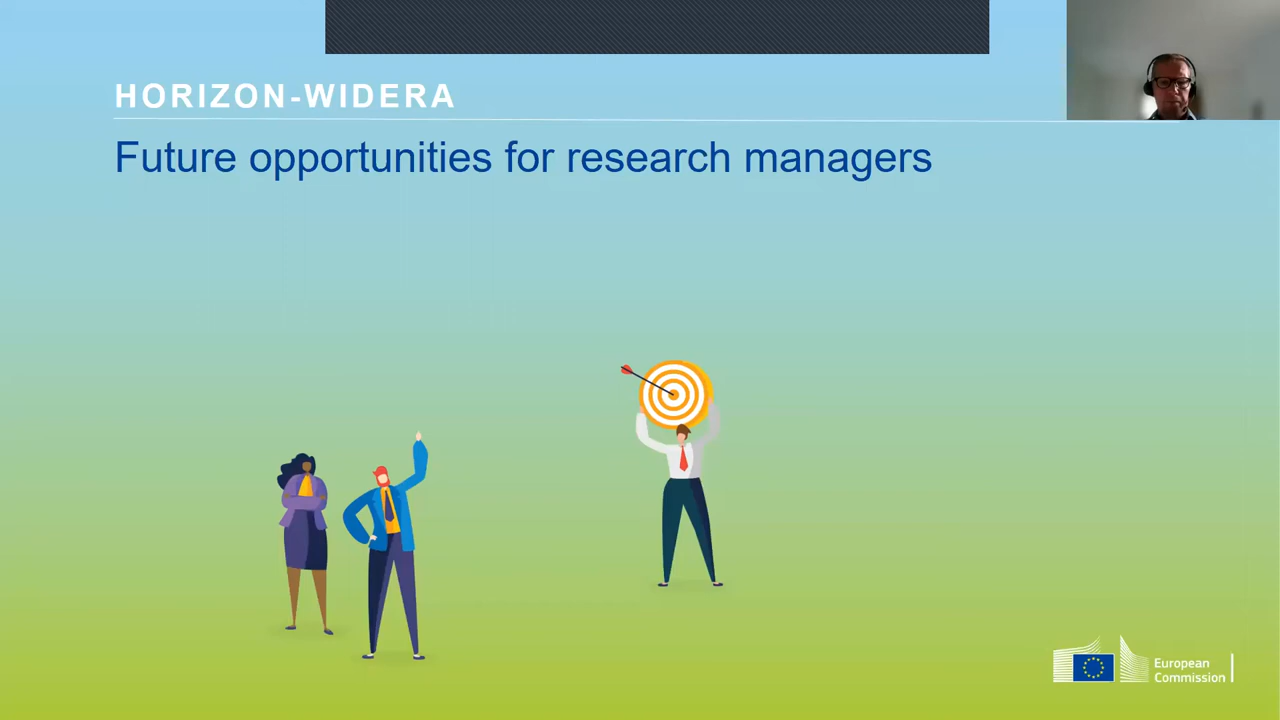 HORIZON-WIDERA
Future opportunities for research managers
European
Commission